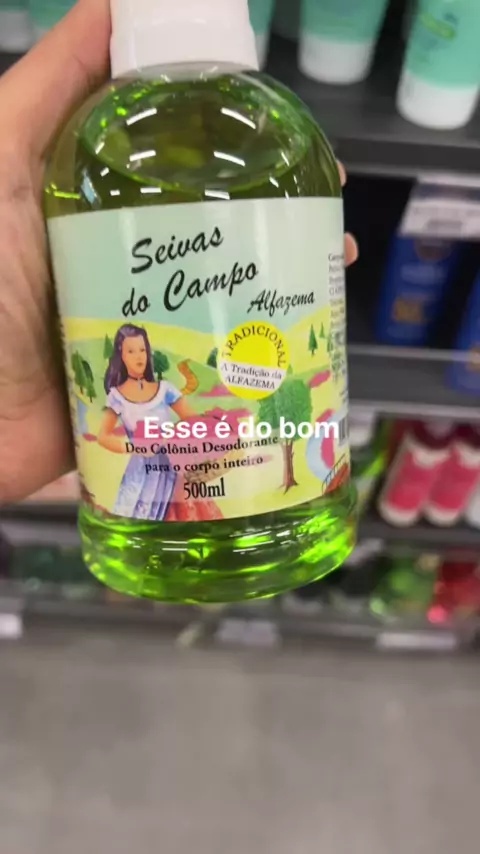 Seivas
do Campo
Alfazema
TRADICIONAL
A Tradição da
ALFAZEMA
Esse é do bom
Deo Colônia Desodorante
para o corpo inteiro
500ml